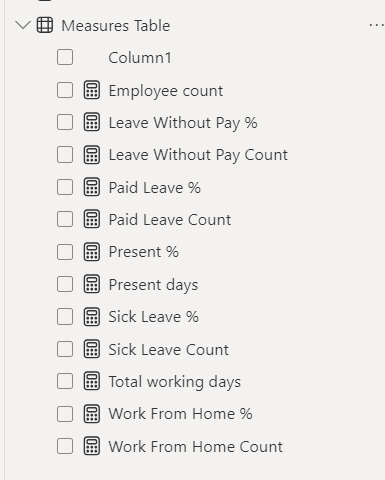 Measures Table
Column1
Employee count
Leave Without Pay %
Leave Without Pay Count
Paid Leave %
Paid Leave Count
Present %
Present days
Sick Leave %
Sick Leave Count
Total working days
Work From Home %
Work From Home Count